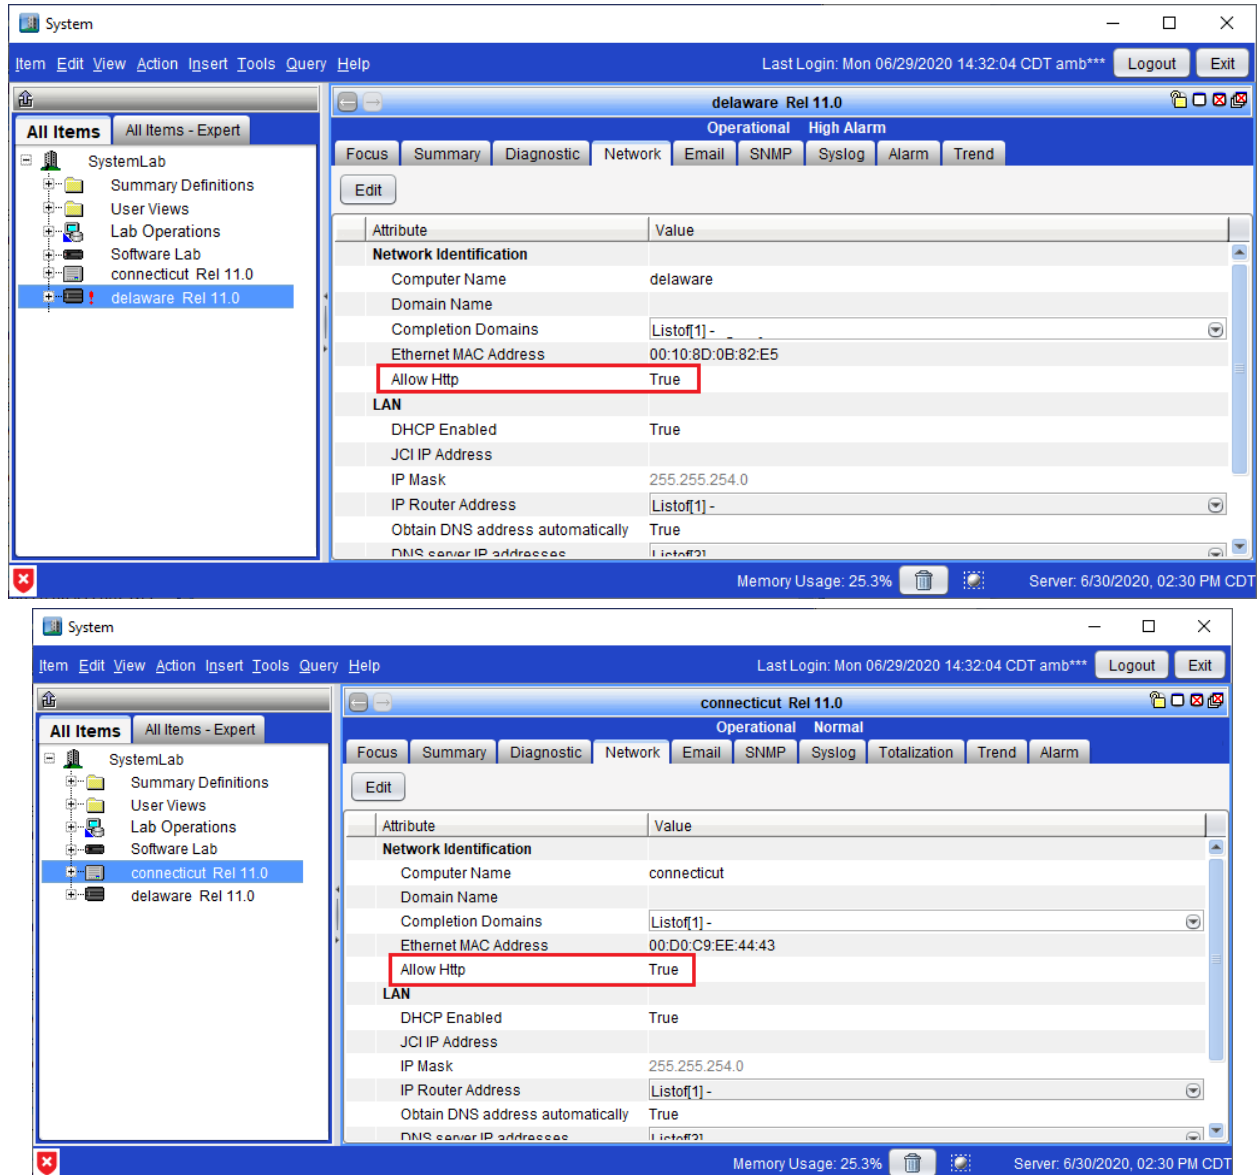 System
Item Edit View Action Insert Tools Query Help Last Login: Mon 06/29/2020 14:32:04 CDT amb*** Logout Exit
delaware Rel 11.0
All Items All Items - Expert
Operational High Alarm
Focus Summary Diagnostic Network Email SNMP Syslog Alarm Trend
SystemLab
Summary Definitions
User Views
Lab Operations
Software Lab
connecticut Rel 11.0
delaware Rel 11.0
Edit
Attribute Value
Network Identification
Computer Name delaware
Domain Name
Completion Domains Listof[1] -
Ethernet MAC Address 00:10:8D:0B:82:E5
Allow Http True
LAN
DHCP Enabled True
JCI IP Address
IP Mask 255.255.254.0
IP Router Address Listof[1] -
Obtain DNS address automatically True
DNS server IP addresses Listof[2]
Memory Usage: 25.3% Server: 6/30/2020, 02:30 PM CDT
System
Item Edit View Action Insert Tools Query Help Last Login: Mon 06/29/2020 14:32:04 CDT amb*** Logout Exit
connecticut Rel 11.0
All Items All Items - Expert
Operational Normal
Focus Summary Diagnostic Network Email SNMP Syslog Totalization Trend Alarm
SystemLab
Summary Definitions
User Views
Lab Operations
Software Lab
connecticut Rel 11.0
delaware Rel 11.0
Edit
Attribute Value
Network Identification
Computer Name connecticut
Domain Name
Completion Domains Listof[1] -
Ethernet MAC Address 00:D0:C9:EE:44:43
Allow Http True
LAN
DHCP Enabled True
JCI IP Address
IP Mask 255.255.254.0
IP Router Address Listof[1] -
Obtain DNS address automatically True
DNS server IP addresses Listof[2]
Memory Usage: 25.3% Server: 6/30/2020, 02:30 PM CDT